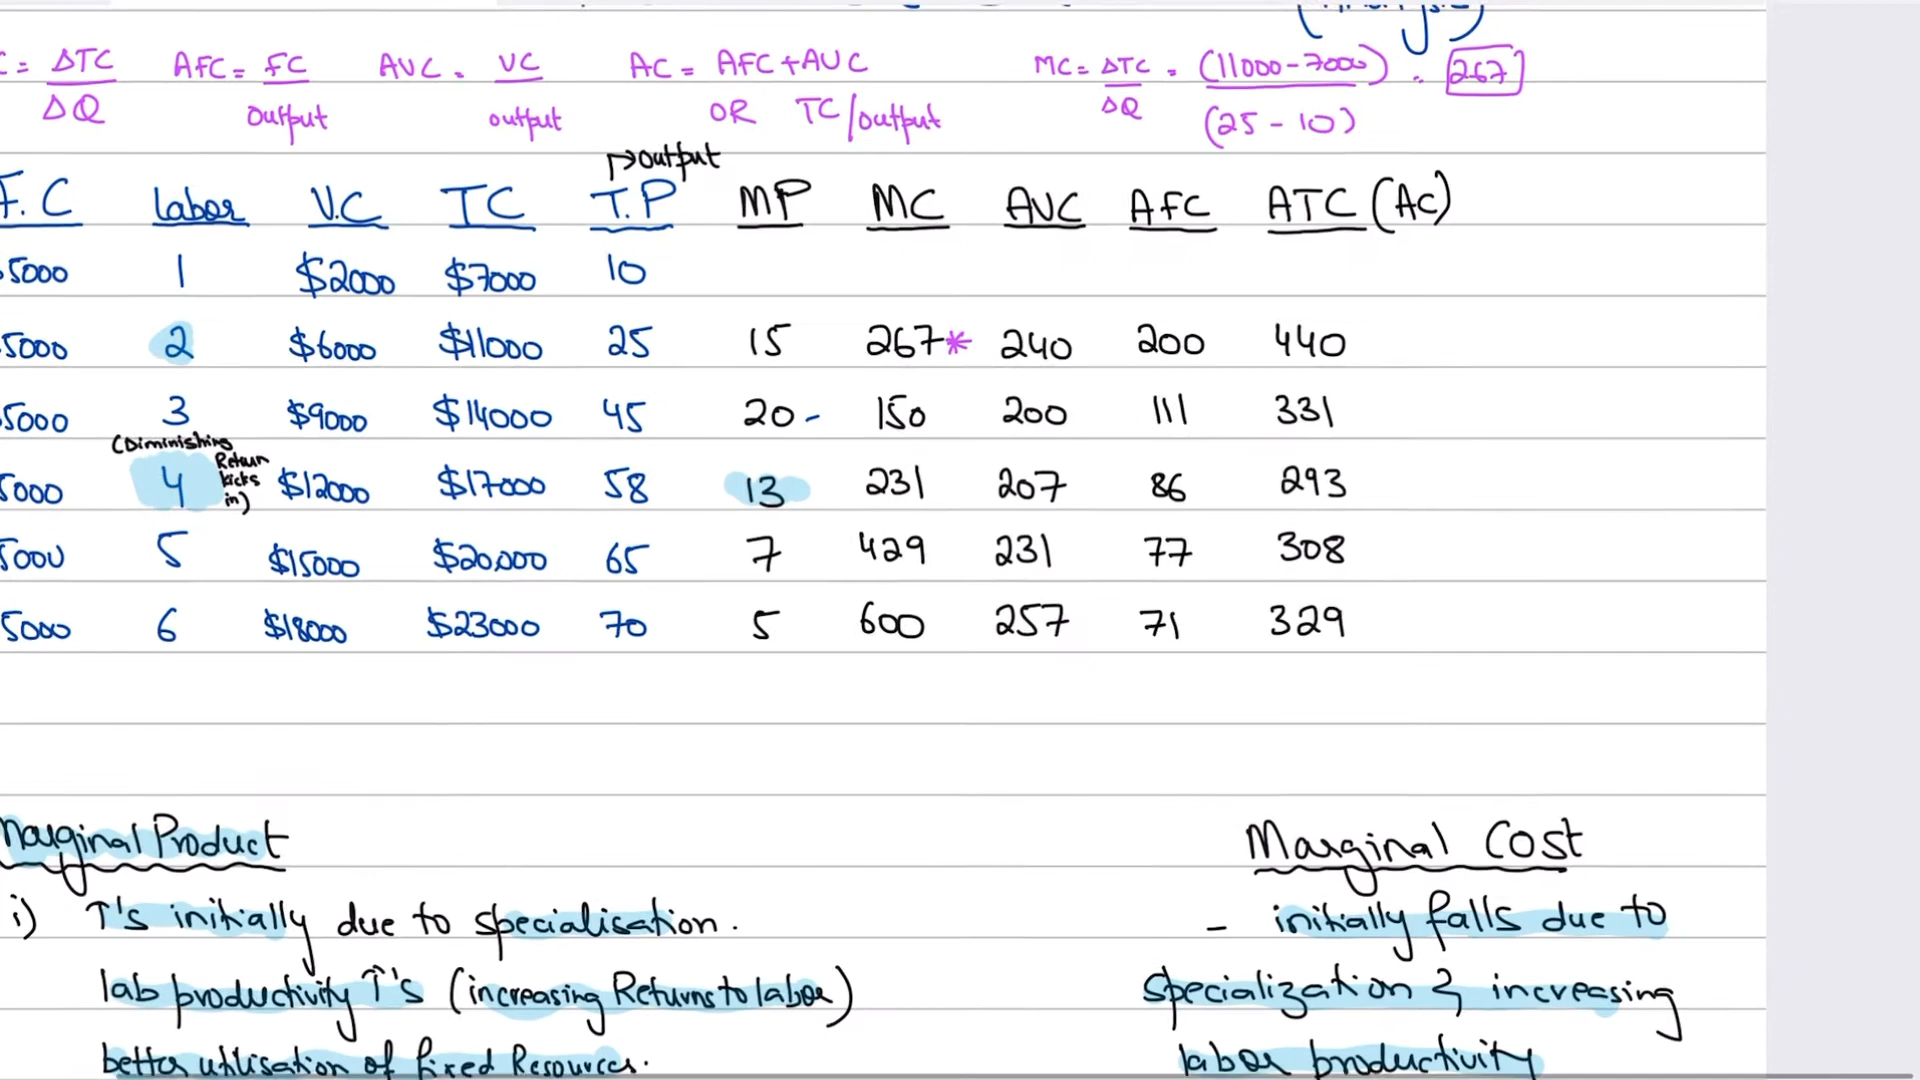 C = ΔTC / ΔQ AFC = FC / output AVC = VC / output AC = AFC + AVC OR TC/output MC = ΔTC / ΔQ = (11000-7000) / (25-10) = 267
→output
F.C labor V.C TC T.P MP MC AVC AFC ATC (AC)
5000 1 $2000 $7000 10
5000 2 $6000 $11000 25 15 267* 240 200 440
5000 3 $9000 $14000 45 20- 150 200 111 331
(Diminishing Return kicks in)
5000 4 $12000 $17000 58 13 231 207 86 293
5000 5 $15000 $20,000 65 7 429 231 77 308
5000 6 $18000 $23000 70 5 600 257 71 329
Marginal Product
i) ↑'s initially due to specialisation.
lab productivity ↑'s (increasing Returns to labor)
better utilisation of fixed Resources.
Marginal Cost
- initially falls due to
specialization & increasing
labor productivity